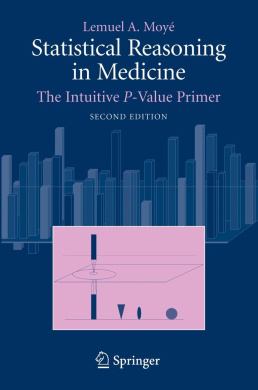 Lemuel A. Moyé
Statistical Reasoning
in Medicine
The Intuitive P-Value Primer
SECOND EDITION
Springer